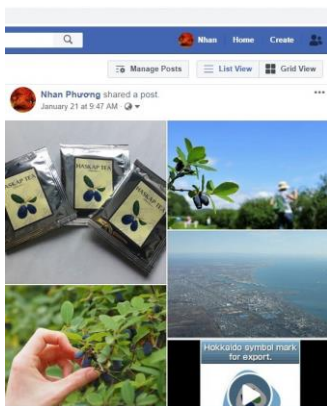 Nhan Home Create
Manage Posts List View Grid View
Nhan Phương shared a post.
January 21 at 9:47 AM ·
HASKAP TEA
HASKAP TEA
HASKAP TEA
Hokkaido symbol mark
for export.